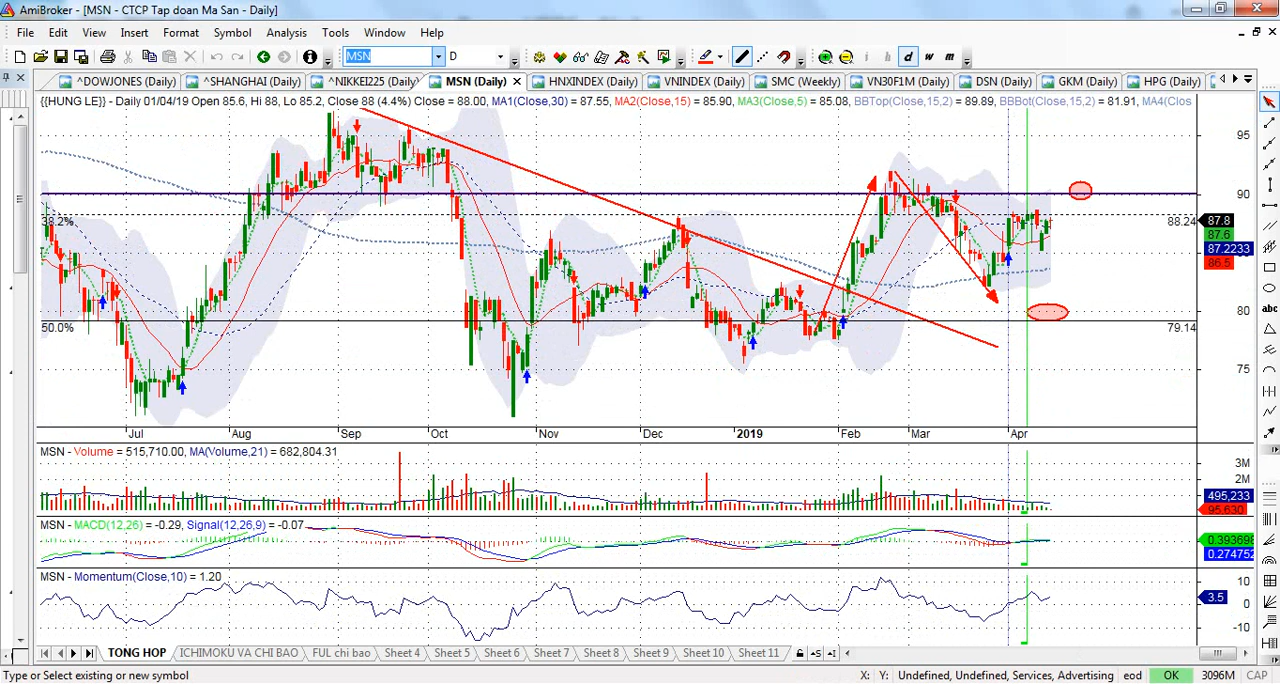 AmiBroker - [MSN - CTCP Tap doan Ma San - Daily]
File Edit View Insert Format Symbol Analysis Tools Window Help
MSN D i h d w m
^DOWJONES (Daily) ^SHANGHAI (Daily) ^NIKKEI225 (Daily) MSN (Daily) HNXINDEX (Daily) VNINDEX (Daily) SMC (Weekly) VN30F1M (Daily) DSN (Daily) GKM (Daily) HPG (Daily)
{{HUNG LE}} - Daily 01/04/19 Open 85.6, Hi 88, Lo 85.2, Close 88 (4.4%) Close = 88.00, MA1(Close,30) = 87.55, MA2(Close,15) = 85.90, MA3(Close,5) = 85.08, BBTop(Close,15,2) = 89.89, BBBot(Close,15,2) = 81.91, MA4(Clos
95
90
38.2%
88.24
87.8
87.6
87.2233
86.5
abc
80
50.0%
79.14
75
Jul Aug Sep Oct Nov Dec 2019 Feb Mar Apr
MSN - Volume = 515,710.00, MA(Volume,21) = 682,804.31
3M
2M
495,233
95,630
MSN - MACD(12,26) = -0.29, Signal(12,26,9) = -0.07
0.393698
0.274752
MSN - Momentum(Close,10) = 1.20
10
3.5
0
-10
TONG HOP ICHIMOKU VA CHI BAO Full chi bao Sheet 4 Sheet 5 Sheet 6 Sheet 7 Sheet 8 Sheet 9 Sheet 10 Sheet 11
Type or Select existing or new symbol X: Y: Undefined, Undefined, Services, Advertising eod OK 3096M CAP